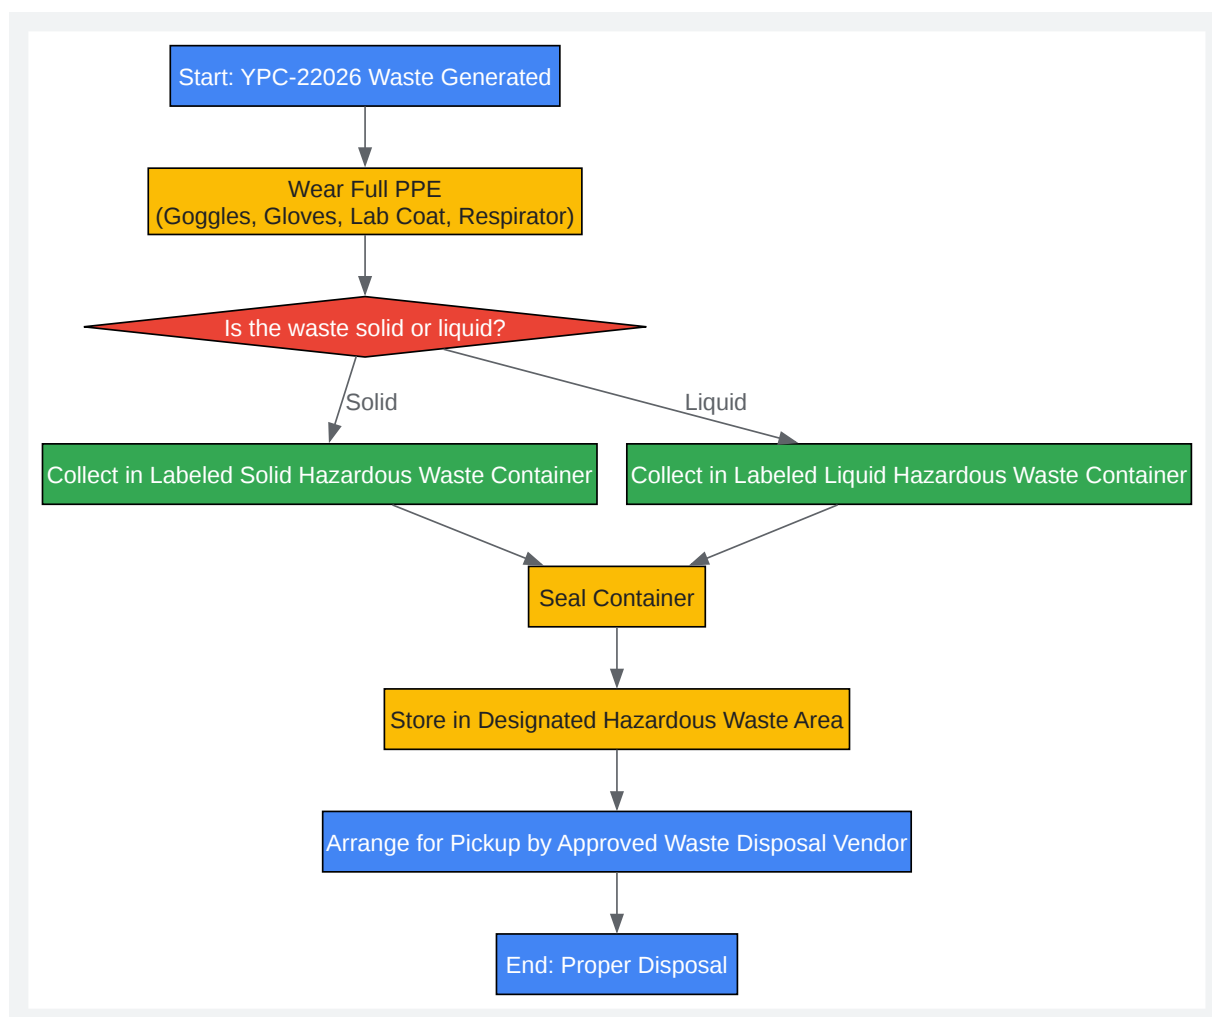 Start: YPC-22026 Waste Generated
Wear Full PPE
(Goggles, Gloves, Lab Coat, Respirator)
Is the waste solid or liquid?
Solid
Liquid
Collect in Labeled Solid Hazardous Waste Container
Collect in Labeled Liquid Hazardous Waste Container
Seal Container
Store in Designated Hazardous Waste Area
Arrange for Pickup by Approved Waste Disposal Vendor
End: Proper Disposal